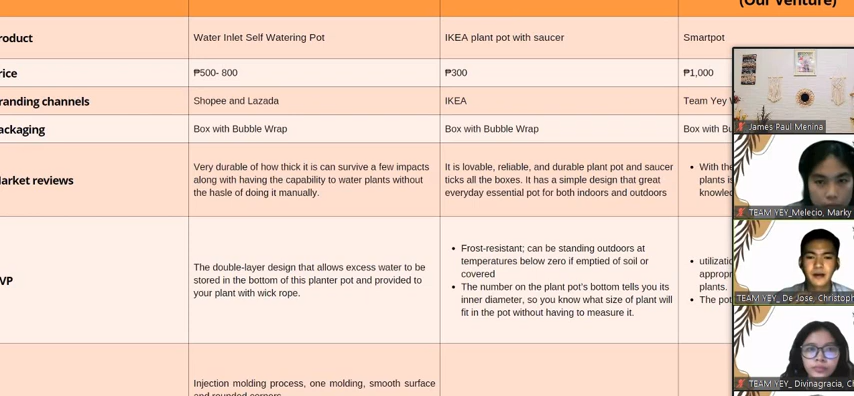 (Our Venture)
roduct
Water Inlet Self Watering Pot
IKEA plant pot with saucer
Smartpot
rice
₱500- 800
₱300
₱1,000
randing channels
Shopee and Lazada
IKEA
Team Yey
ackaging
Box with Bubble Wrap
Box with Bubble Wrap
Box with Bu
arket reviews
Very durable of how thick it is can survive a few impacts
along with having the capability to water plants without
the hasle of doing it manually.
It is lovable, reliable, and durable plant pot and saucer
ticks all the boxes. It has a simple design that great
everyday essential pot for both indoors and outdoors
• With the
plants is
knowled
VP
The double-layer design that allows excess water to be
stored in the bottom of this planter pot and provided to
your plant with wick rope.
• Frost-resistant; can be standing outdoors at
temperatures below zero if emptied of soil or
covered
• The number on the plant pot's bottom tells you its
inner diameter, so you know what size of plant will
fit in the pot without having to measure it.
• utilizatio
appropr
plants.
• The pot
Injection molding process, one molding, smooth surface
and rounded corners
James Paul Menina
TEAM YEY_Melecio, Marky
TEAM YEY_ De Jose, Christoph
TEAM YEY_ Divinagracia, Ch